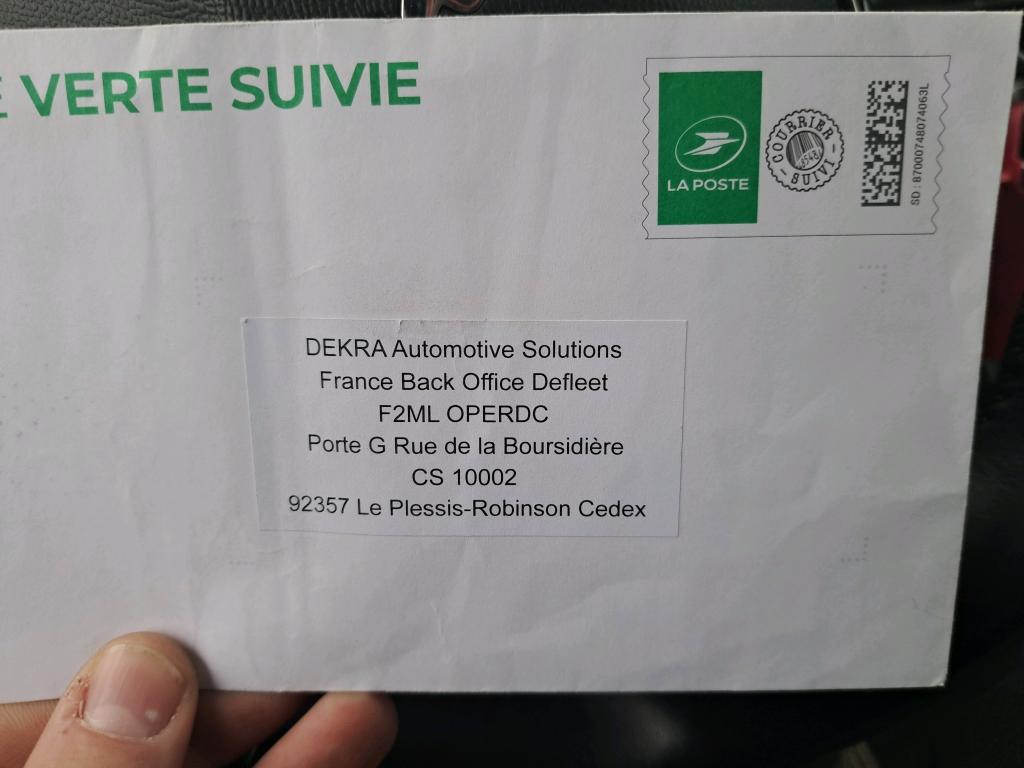 VERTE SUIVIE
LA POSTE
COURRIER
SUIVI
SD : 87000748074063L
DEKRA Automotive Solutions
France Back Office Defleet
F2ML OPERDC
Porte G Rue de la Boursidière
CS 10002
92357 Le Plessis-Robinson Cedex